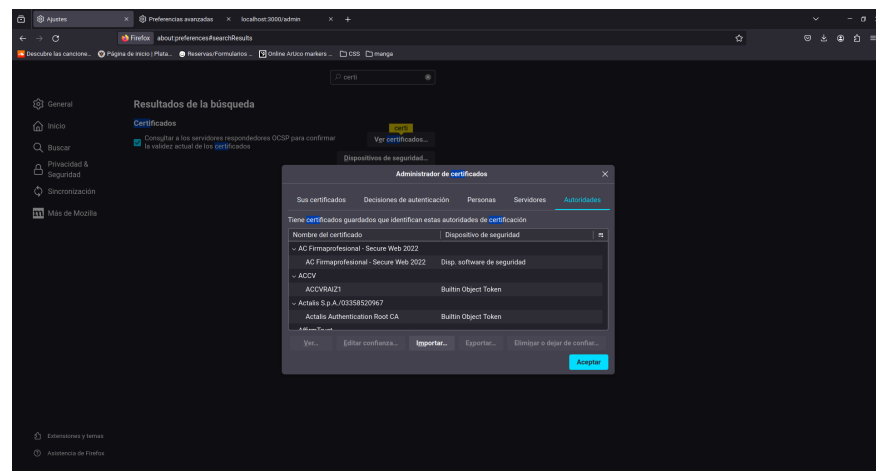 Ajustes
Preferencias avanzadas
localhost:3000/admin
Firefox
about:preferences#searchResults
Descubre las cancione...
Página de inicio | Plata...
Reservas/Formularios ...
Online ArUco markers ...
CSS
manga
certi
General
Inicio
Buscar
Privacidad &
Seguridad
Sincronización
Más de Mozilla
Resultados de la búsqueda
Certificados
Consultar a los servidores respondedores OCSP para confirmar
la validez actual de los certificados
certi
Ver certificados...
Dispositivos de seguridad...
Administrador de certificados
Sus certificados
Decisiones de autenticación
Personas
Servidores
Autoridades
Tiene certificados guardados que identifican estas autoridades de certificación
Nombre del certificado
Dispositivo de seguridad
AC Firmaprofesional - Secure Web 2022
AC Firmaprofesional - Secure Web 2022
Disp. software de seguridad
ACCV
ACCVRAIZ1
Builtin Object Token
Actalis S.p.A./03358520967
Actalis Authentication Root CA
Builtin Object Token
AffirmTrust
Ver...
Editar confianza...
Importar...
Exportar...
Eliminar o dejar de confiar...
Aceptar
Extensiones y temas
Asistencia de Firefox